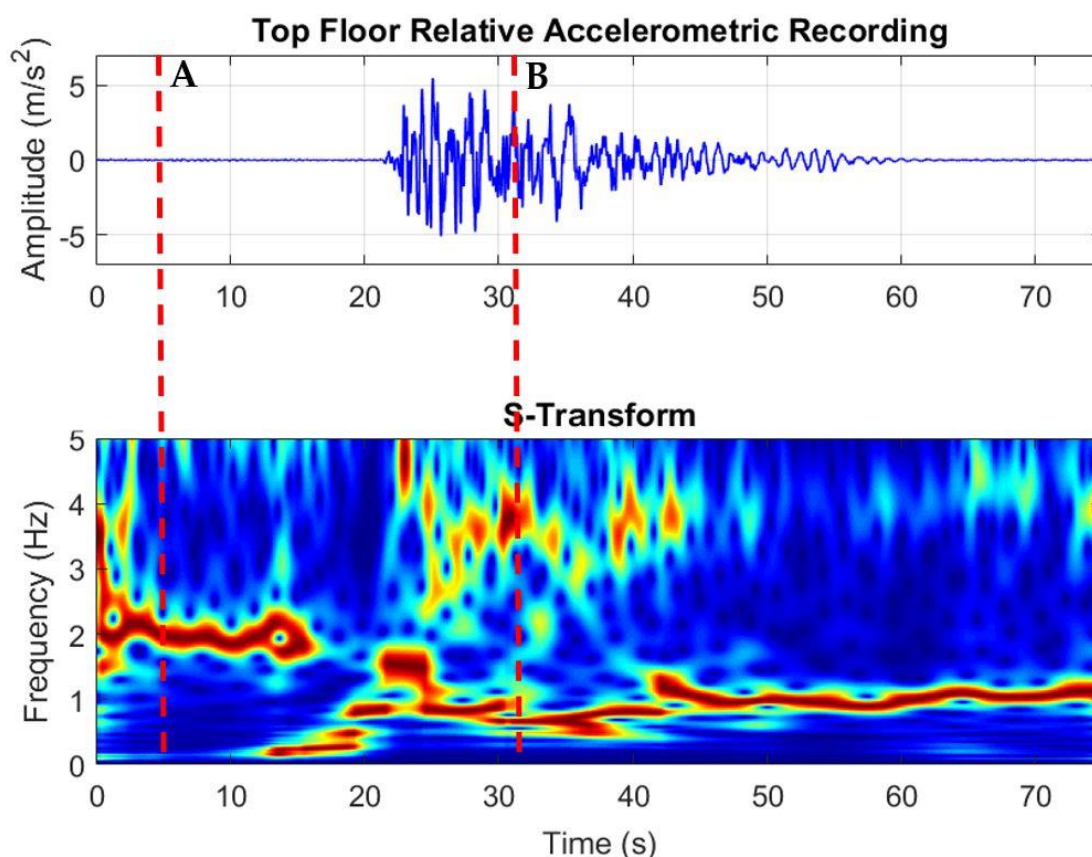 Top Floor Relative Accelerometric Recording
Amplitude (m/s²)
5
0
-5
A
B
0 10 20 30 40 50 60 70
S-Transform
Frequency (Hz)
5
4
3
2
1
0
0 10 20 30 40 50 60 70
Time (s)